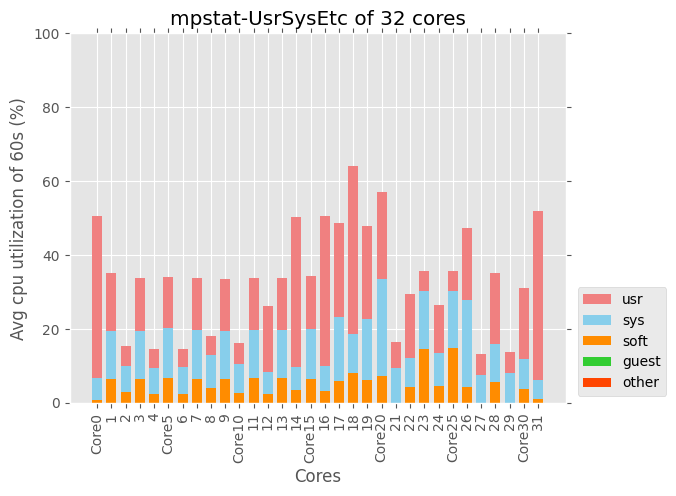 mpstat-UsrSysEtc of 32 cores
100
80
60
40
20
0
Avg cpu utilization of 60s (%)
usr
sys
soft
guest
other
Core0
1
2
3
4
Core5
6
7
8
9
Core10
11
12
13
14
Core15
16
17
18
19
Core20
21
22
23
24
Core25
26
27
28
29
Core30
31
Cores